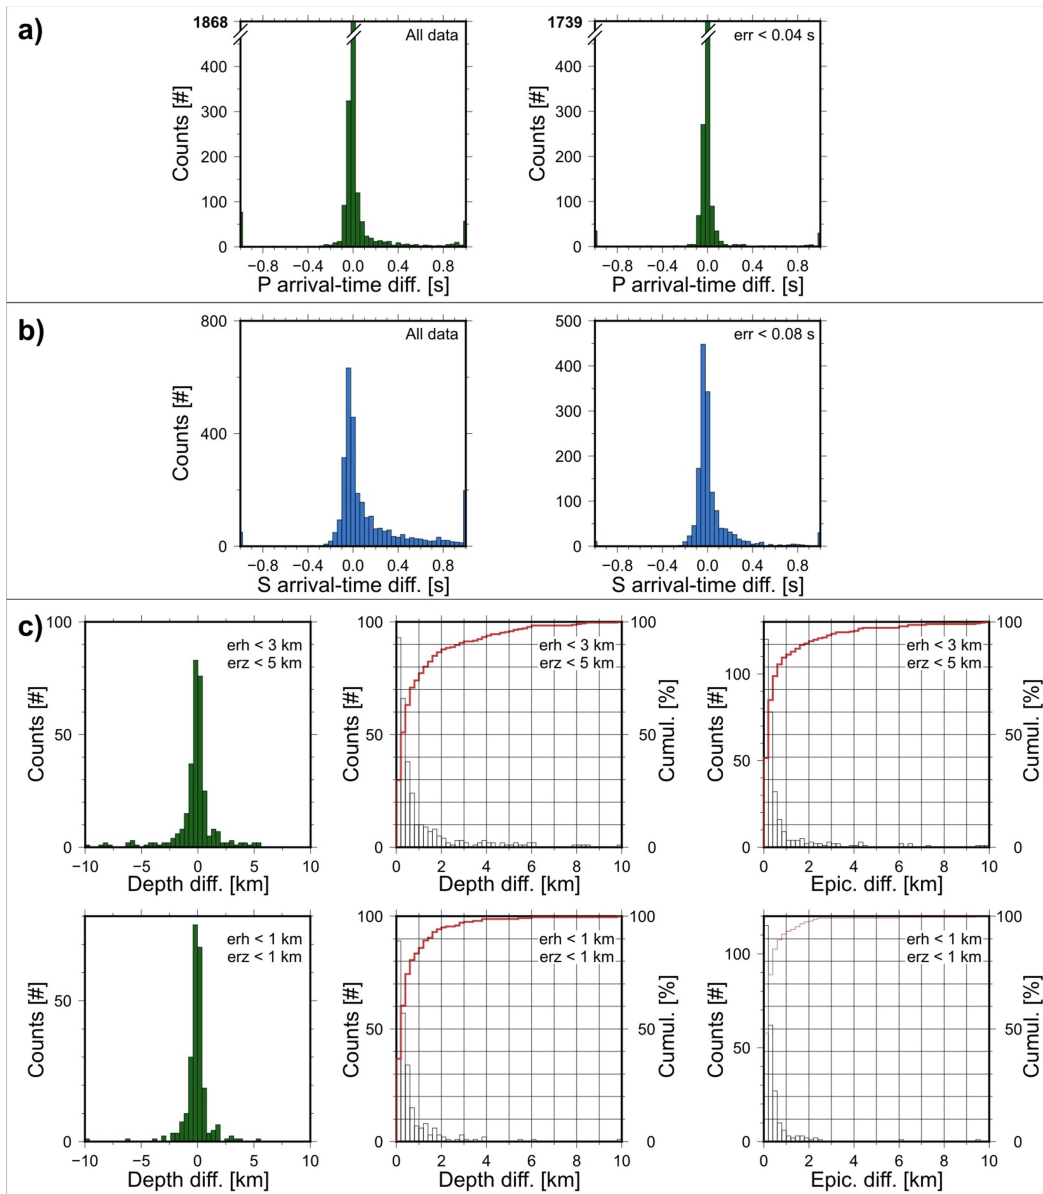 a)
1868
All data
400
300
200
100
0
Counts [#]
−0.8 −0.4 0.0 0.4 0.8
P arrival-time diff. [s]
1739
err < 0.04 s
400
300
200
100
0
Counts [#]
−0.8 −0.4 0.0 0.4 0.8
P arrival-time diff. [s]
b)
800
All data
400
0
Counts [#]
−0.8 −0.4 0.0 0.4 0.8
S arrival-time diff. [s]
500
err < 0.08 s
400
300
200
100
0
Counts [#]
−0.8 −0.4 0.0 0.4 0.8
S arrival-time diff. [s]
c)
100
erh < 3 km
erz < 5 km
50
0
Counts [#]
−10 −5 0 5 10
Depth diff. [km]
100
100
erh < 3 km
erz < 5 km
50
50
0
0
Counts [#]
Cumul. [%]
0 2 4 6 8 10
Depth diff. [km]
100
erh < 3 km
erz < 5 km
100
50
50
0
0
Counts [#]
Cumul. [%]
0 2 4 6 8 10
Epic. diff. [km]
erh < 1 km
erz < 1 km
50
0
Counts [#]
−10 −5 0 5 10
Depth diff. [km]
100
100
erh < 1 km
erz < 1 km
50
50
0
0
Counts [#]
Cumul. [%]
0 2 4 6 8 10
Depth diff. [km]
100
erh < 1 km
erz < 1 km
100
50
50
0
0
Counts [#]
Cumul. [%]
0 2 4 6 8 10
Epic. diff. [km]